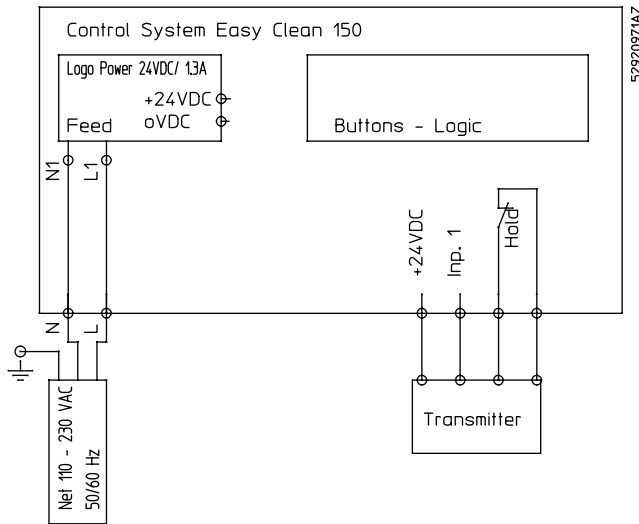 Control System Easy Clean 150
Logo Power 24VDC/ 1.3A
+24VDC
oVDC
Feed
Buttons - Logic
N1
L1
+24VDC
Inp. 1
Hold
N
L
Transmitter
Net 110 - 230 VAC
50/60 Hz
52920971AZ